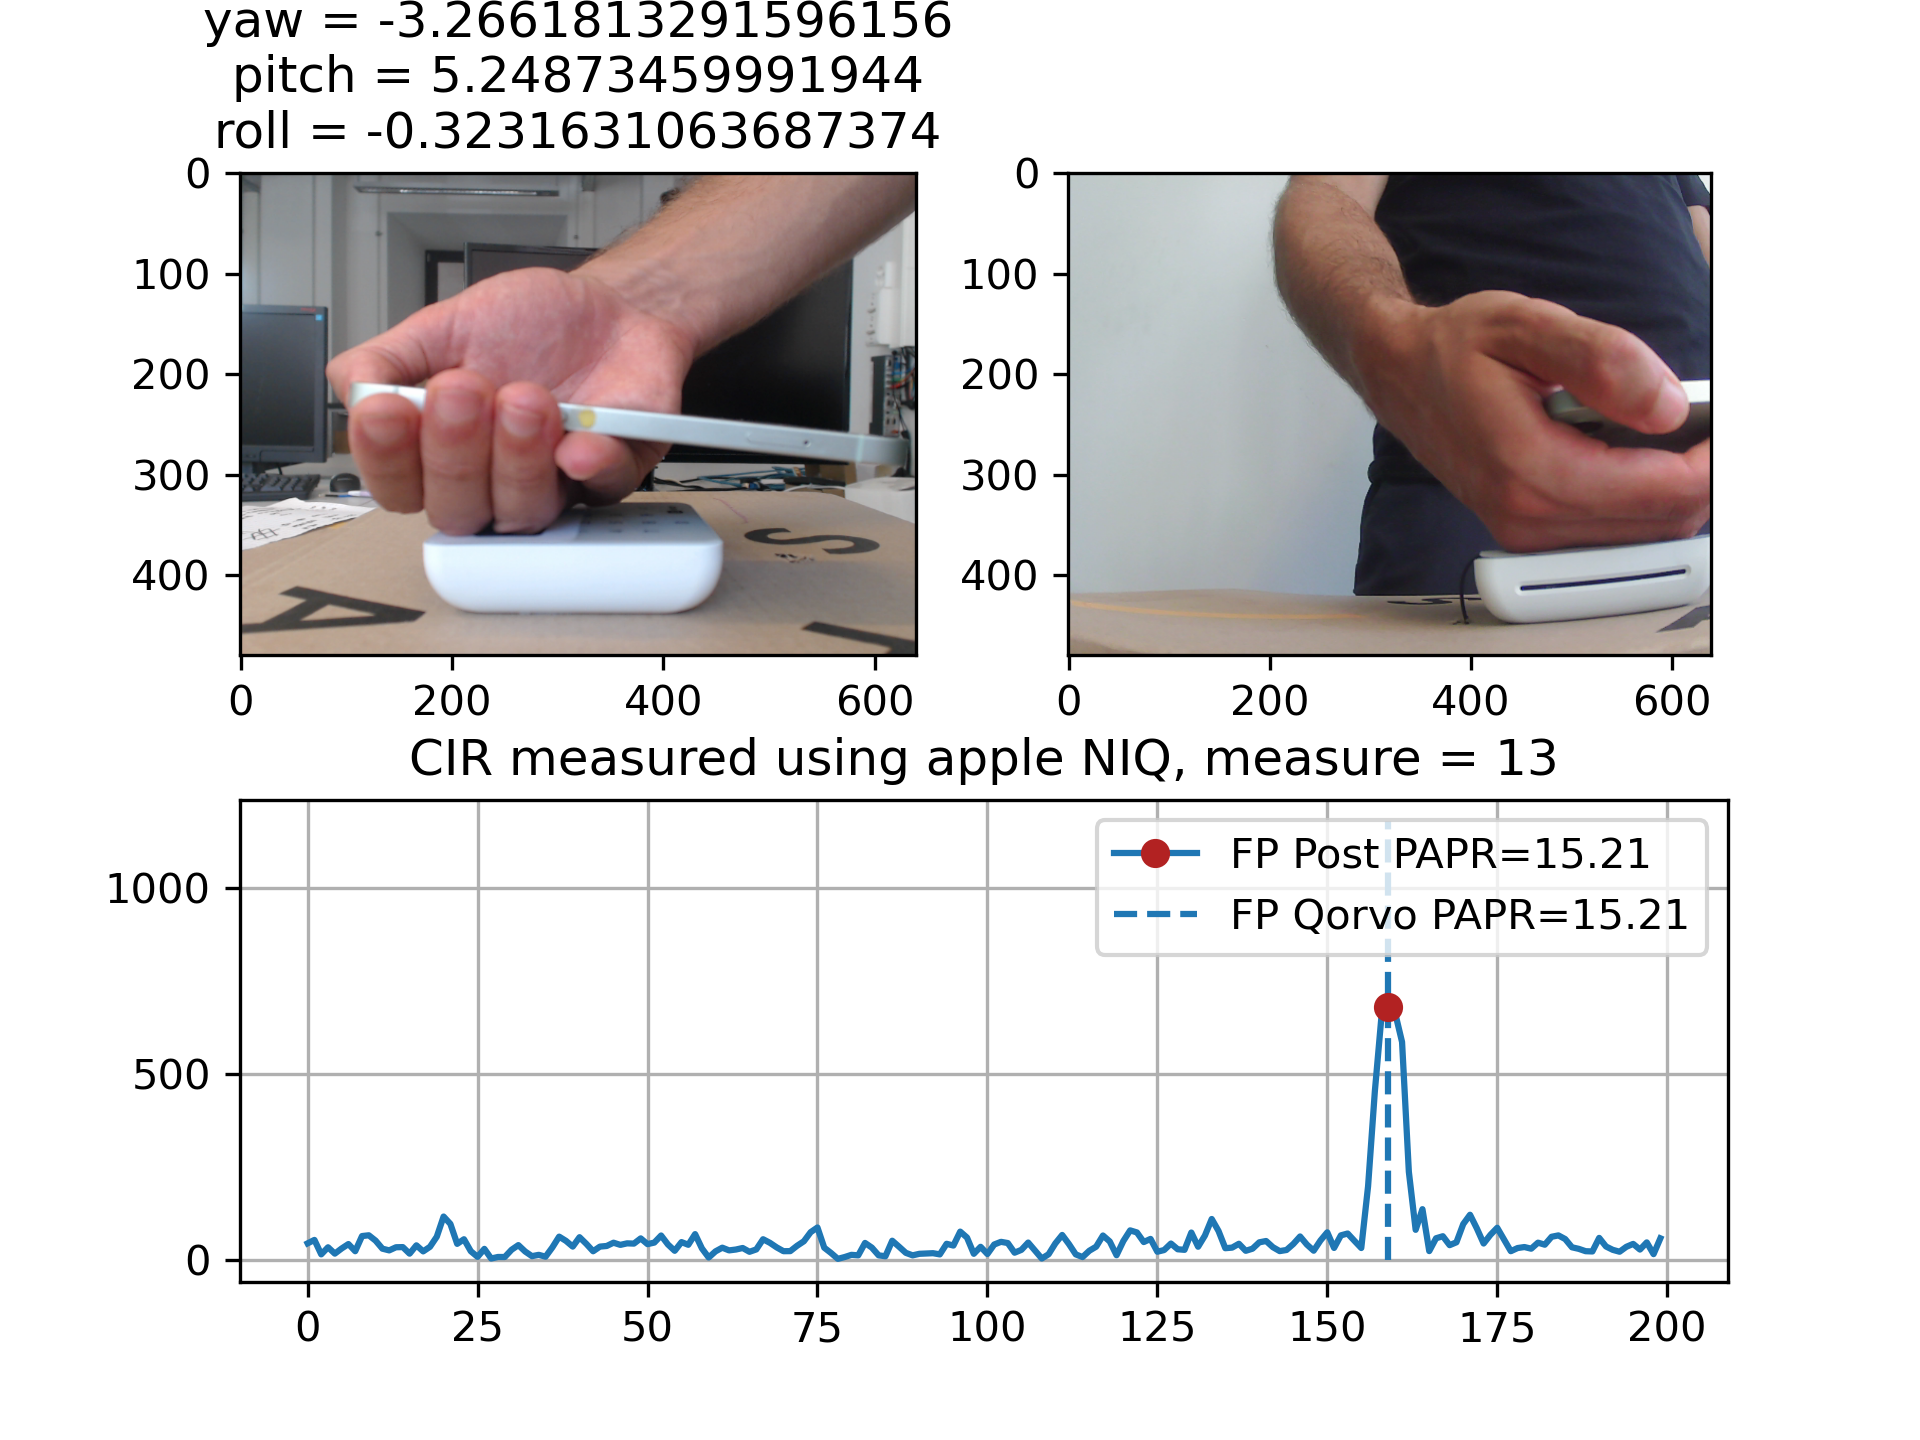 yaw = -3.2661813291596156
pitch = 5.24873459991944
roll = -0.3231631063687374
0
100
200
300
400
0 200 400 600
0
100
200
300
400
0 200 400 600
A
S
CIR measured using apple NIQ, measure = 13
1000
500
0
FP Post PAPR=15.21
FP Qorvo PAPR=15.21
0 25 50 75 100 125 150 175 200